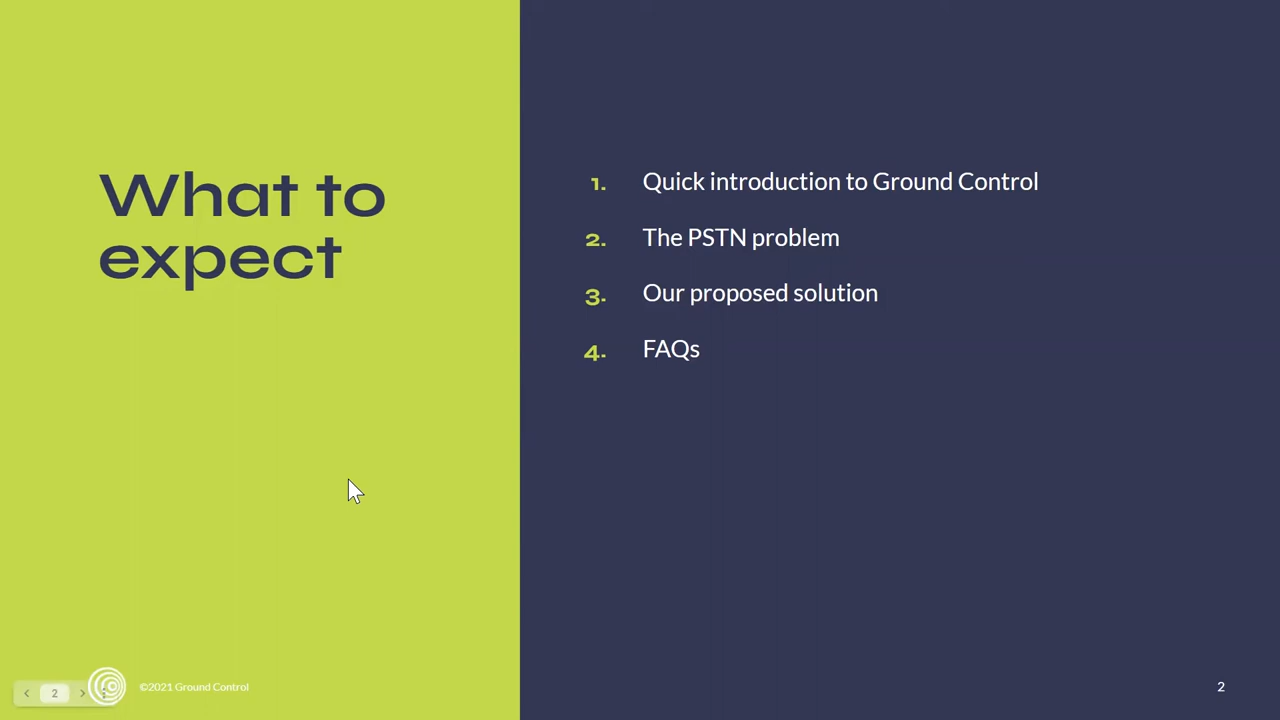 What to
expect
1. Quick introduction to Ground Control
2. The PSTN problem
3. Our proposed solution
4. FAQs
2
©2021 Ground Control
2